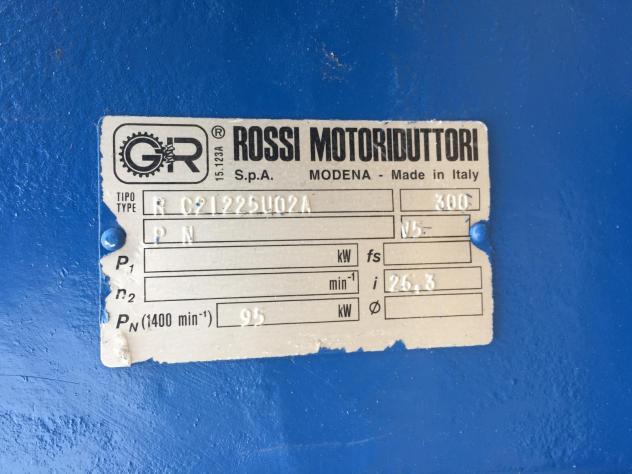 GR ® ROSSI MOTORIDUTTORI
15.123A
S.p.A. MODENA - Made in Italy
TIPO
TYPE R C2I225U02A 300
P N V5
P1 kW fs
n2 min-1 i 26,3
PN (1400 min-1) 95 kW Ø